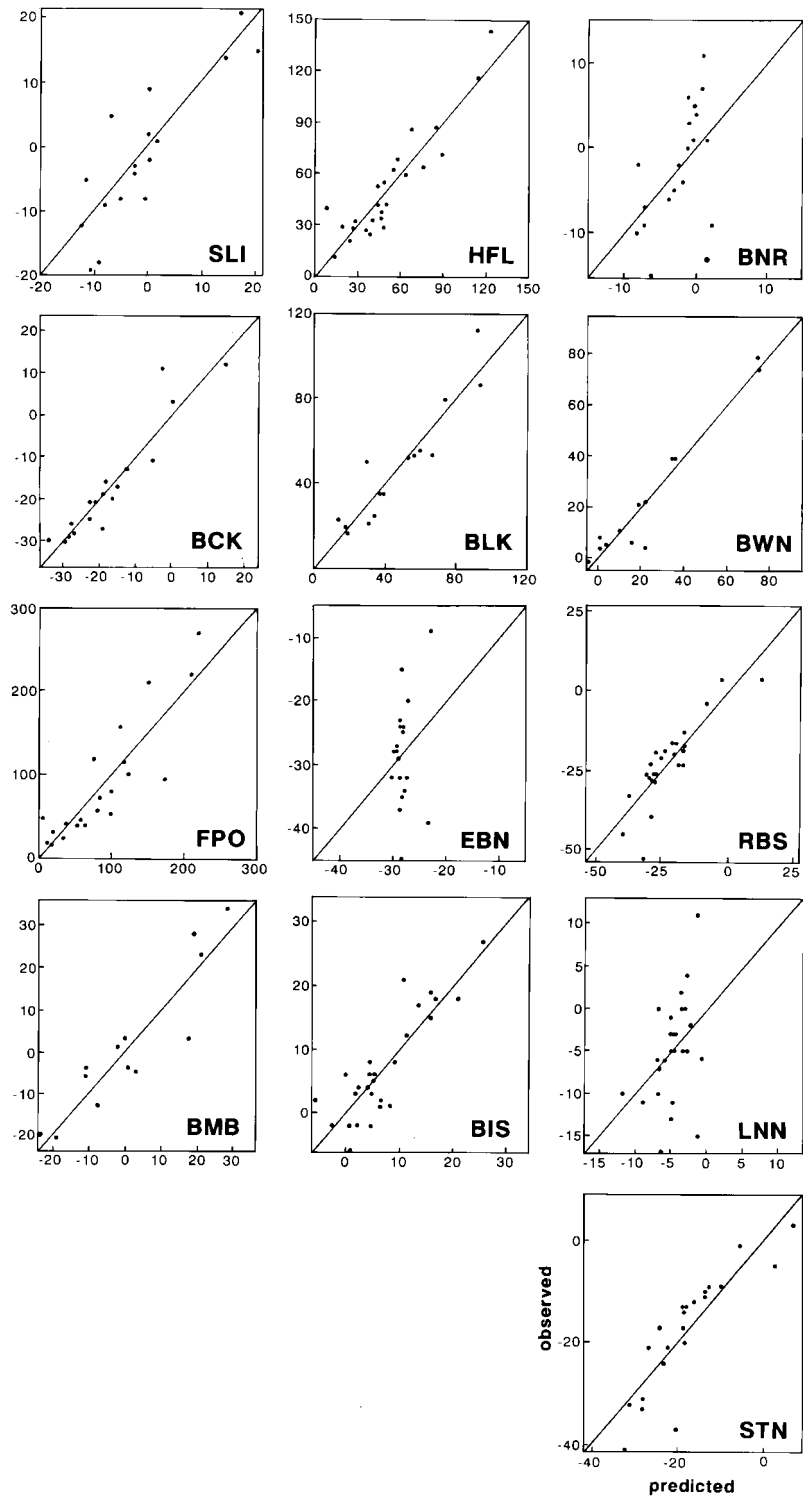 20
10
0
-10
-20
-20 -10 0 10 20
SLI
150
120
90
60
30
0
0 30 60 90 120 150
HFL
10
0
-10
-10 0 10
BNR
20
10
0
-10
-20
-30
-30 -20 -10 0 10 20
BCK
120
80
40
0
0 40 80 120
BLK
80
60
40
20
0
0 20 40 60 80
BWN
300
200
100
0
0 100 200 300
FPO
-10
-20
-30
-40
-40 -30 -20 -10
EBN
25
0
-25
-50
-50 -25 0 25
RBS
30
20
10
0
-10
-20
-20 -10 0 10 20 30
BMB
30
20
10
0
0 10 20 30
BIS
10
5
0
-5
-10
-15
-15 -10 -5 0 5 10
LNN
0
-20
-40
-40 -20 0
STN
observed
predicted